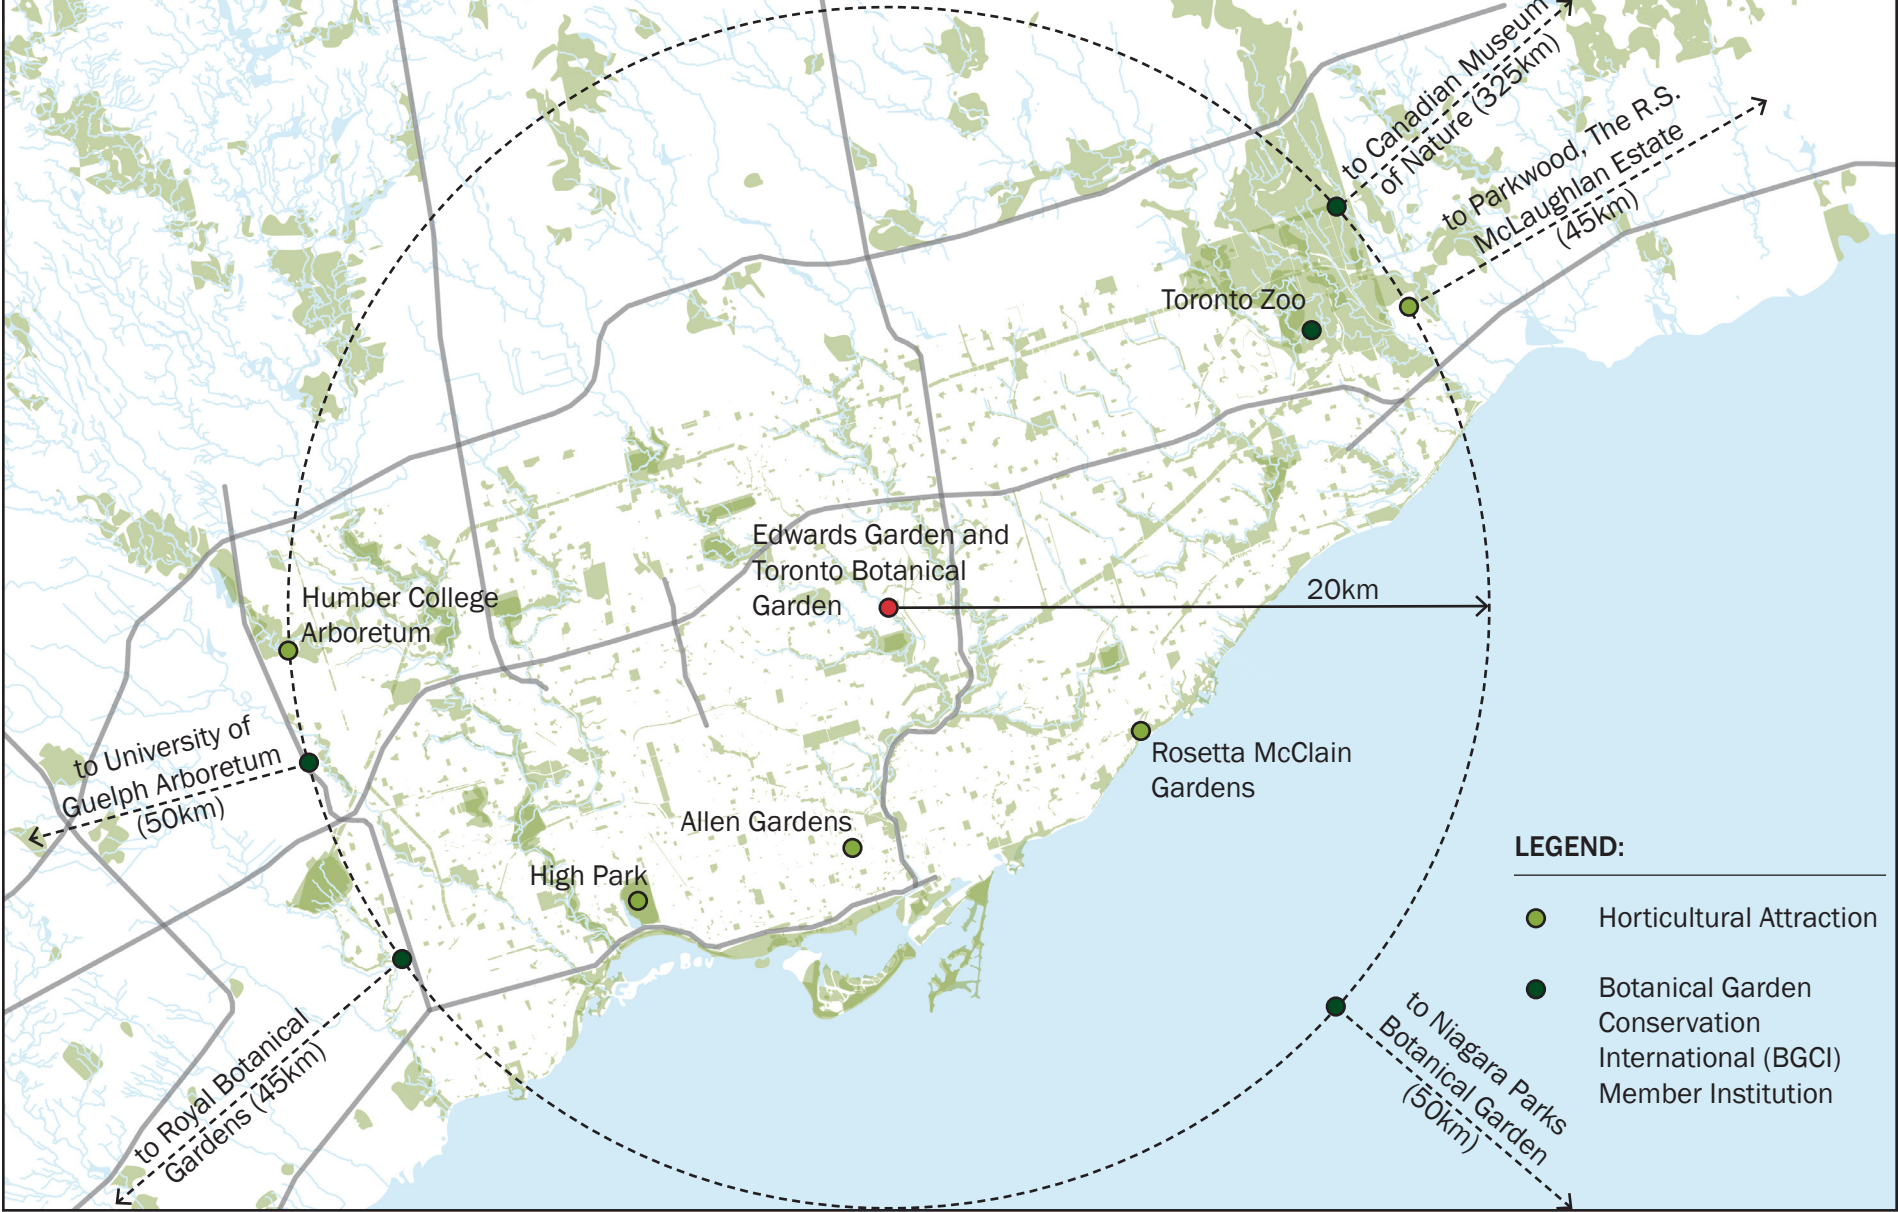 to Canadian Museum
of Nature (325km)
to Parkwood, The R.S.
McLaughlan Estate
(45km)
Toronto Zoo
Edwards Garden and
Toronto Botanical
Garden
20km
Humber College
Arboretum
to University of
Guelph Arboretum
(50km)
Rosetta McClain
Gardens
Allen Gardens
High Park
Bay
to Royal Botanical
Gardens (45km)
to Niagara Parks
Botanical Garden
(50km)
LEGEND:
Horticultural Attraction
Botanical Garden
Conservation
International (BGCI)
Member Institution